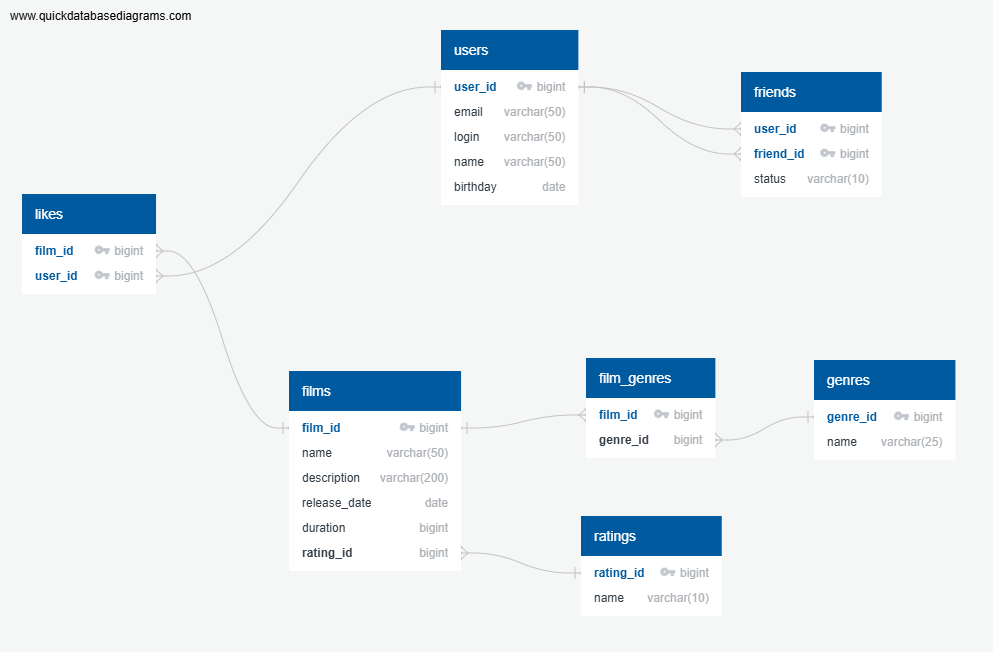 www.quickdatabasediagrams.com
users
user_id bigint
email varchar(50)
login varchar(50)
name varchar(50)
birthday date
friends
user_id bigint
friend_id bigint
status varchar(10)
likes
film_id bigint
user_id bigint
films
film_id bigint
name varchar(50)
description varchar(200)
release_date date
duration bigint
rating_id bigint
film_genres
film_id bigint
genre_id bigint
genres
genre_id bigint
name varchar(25)
ratings
rating_id bigint
name varchar(10)